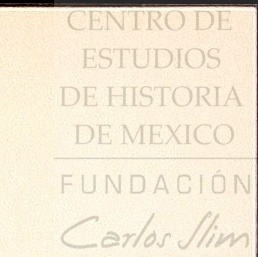 CENTRO DE
ESTUDIOS
DE HISTORIA
DE MEXICO
FUNDACIÓN
Carlos Slim